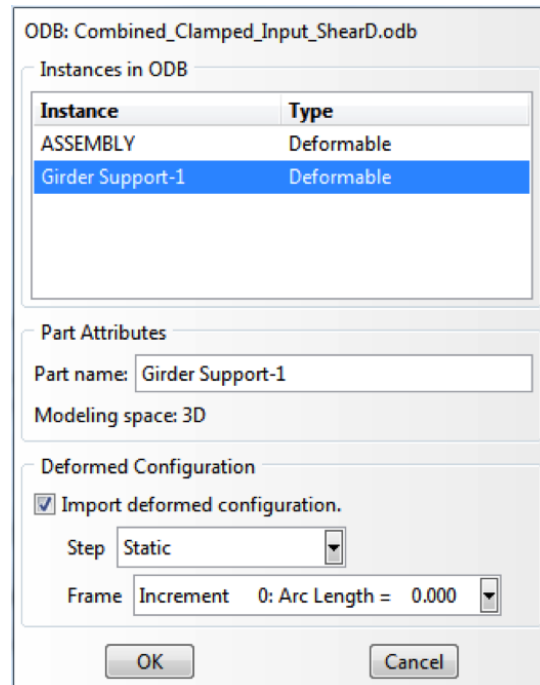 ODB: Combined_Clamped_Input_ShearD.odb
Instances in ODB
Instance Type
ASSEMBLY Deformable
Girder Support-1 Deformable
Part Attributes
Part name: Girder Support-1
Modeling space: 3D
Deformed Configuration
Import deformed configuration.
Step Static
Frame Increment 0: Arc Length = 0.000
OK Cancel